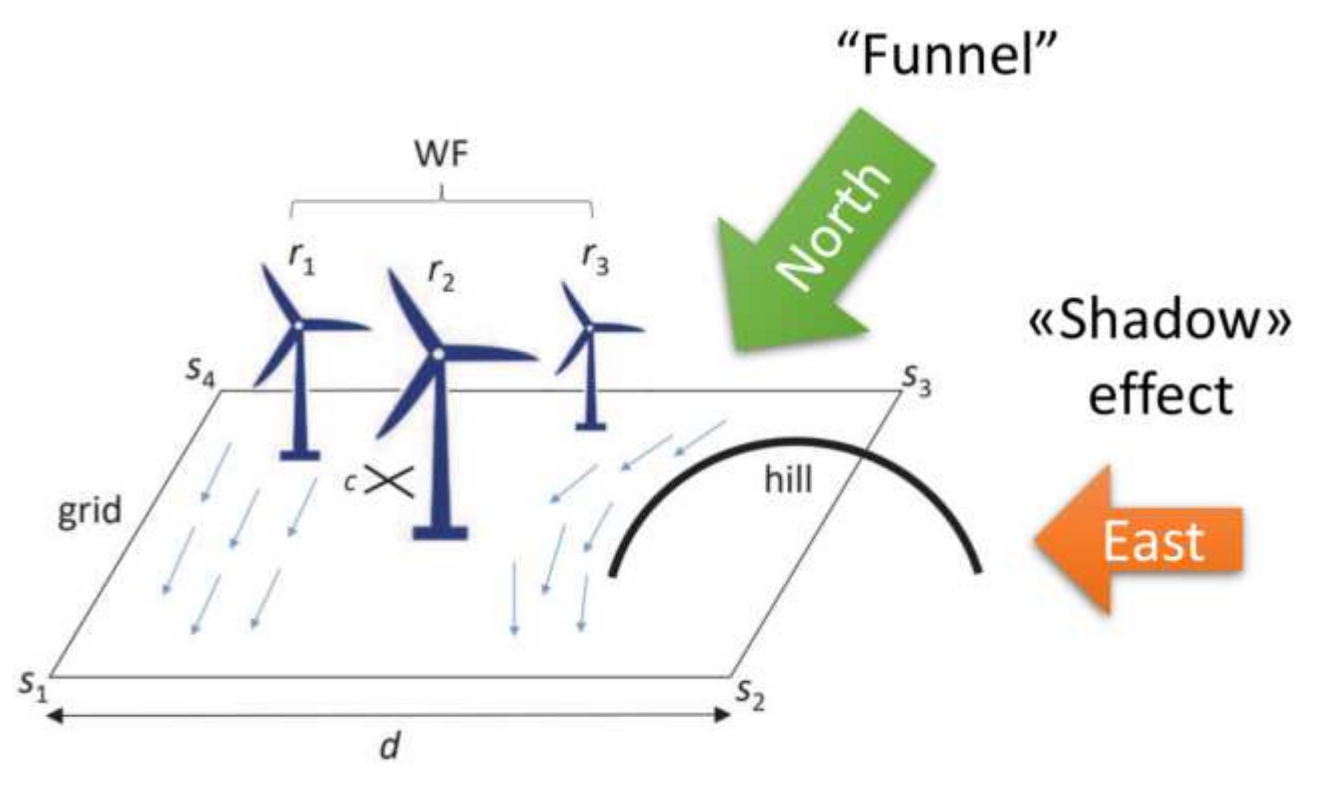 “Funnel”
WF
North
r1
r2
r3
«Shadow»
effect
s4
s3
c
hill
grid
East
s1
s2
d